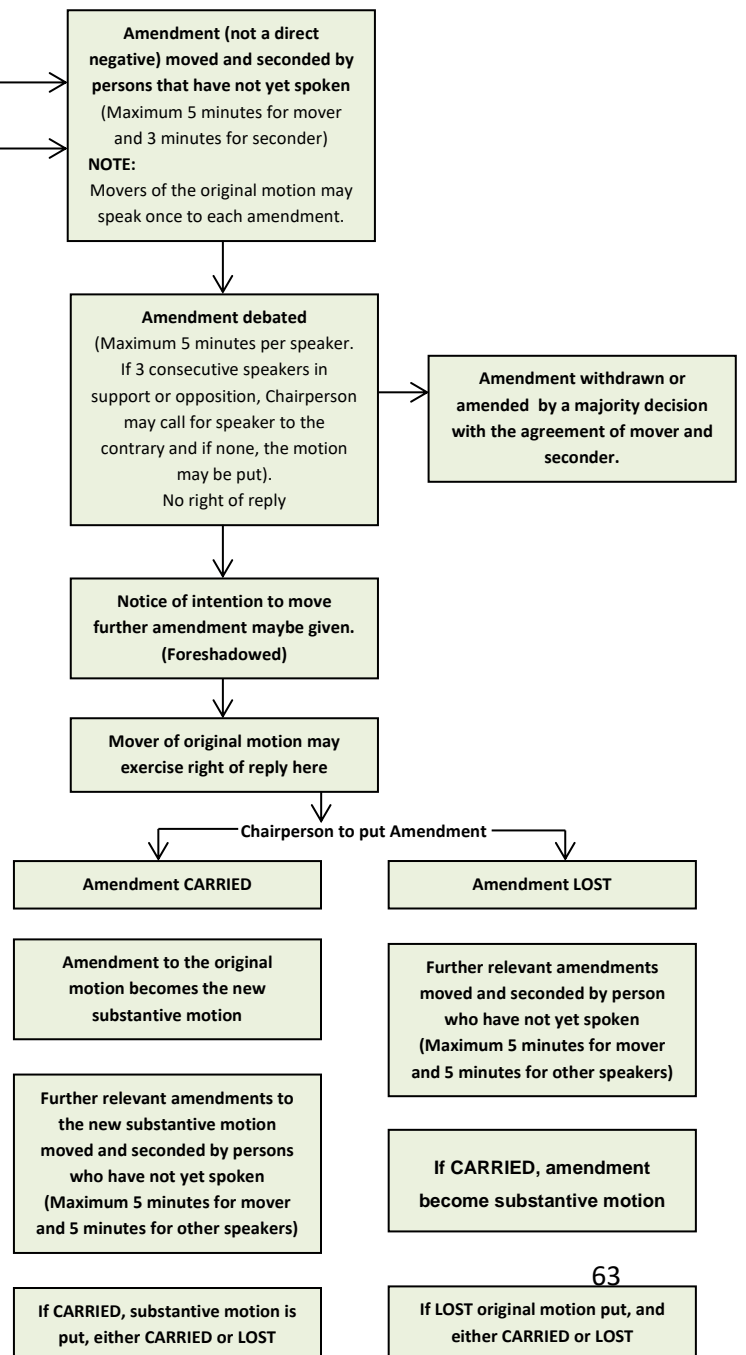 Amendment (not a direct
negative) moved and seconded by
persons that have not yet spoken
(Maximum 5 minutes for mover
and 3 minutes for seconder)
NOTE:
Movers of the original motion may
speak once to each amendment.
Amendment debated
(Maximum 5 minutes per speaker.
If 3 consecutive speakers in
support or opposition, Chairperson
may call for speaker to the
contrary and if none, the motion
may be put).
No right of reply
Amendment withdrawn or
amended by a majority decision
with the agreement of mover and
seconder.
Notice of intention to move
further amendment maybe given.
(Foreshadowed)
Mover of original motion may
exercise right of reply here
Chairperson to put Amendment
Amendment CARRIED
Amendment to the original
motion becomes the new
substantive motion
Further relevant amendments to
the new substantive motion
moved and seconded by persons
who have not yet spoken
(Maximum 5 minutes for mover
and 5 minutes for other speakers)
If CARRIED, substantive motion is
put, either CARRIED or LOST
Amendment LOST
Further relevant amendments
moved and seconded by person
who have not yet spoken
(Maximum 5 minutes for mover
and 5 minutes for other speakers)
If CARRIED, amendment
become substantive motion
63
If LOST original motion put, and
either CARRIED or LOST